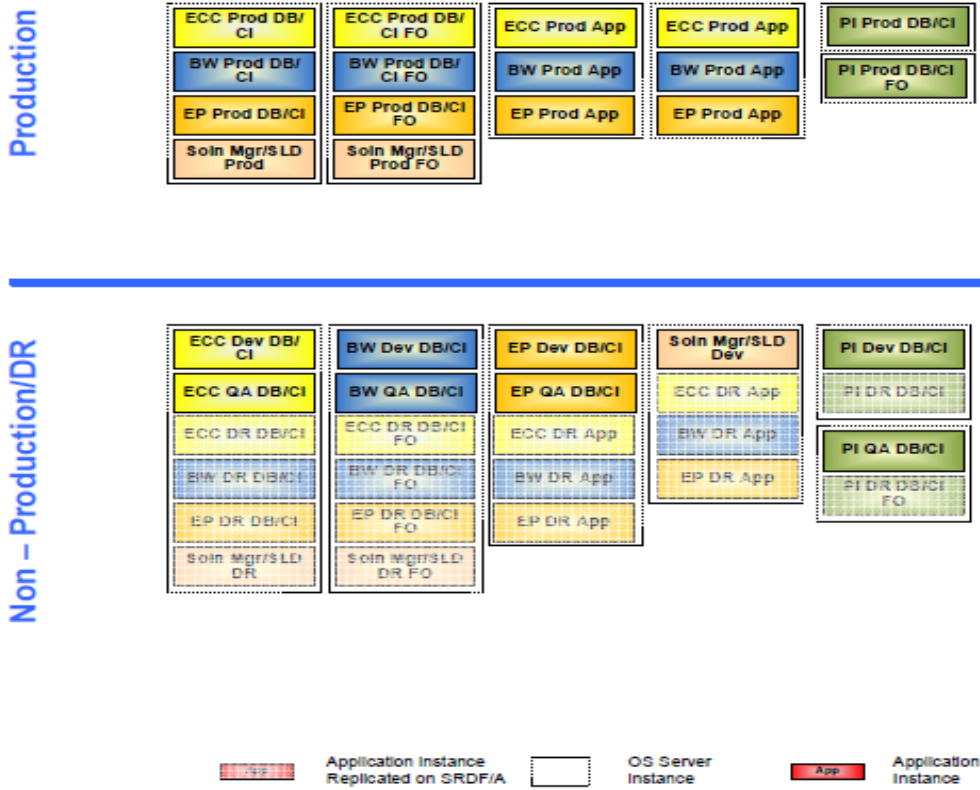 Production
ECC Prod DB/
CI
BW Prod DB/
CI
EP Prod DB/CI
Soln Mgr/SLD
Prod
ECC Prod DB/
CI FO
BW Prod DB/
CI FO
EP Prod DB/CI
FO
Soln Mgr/SLD
Prod FO
ECC Prod App
BW Prod App
EP Prod App
ECC Prod App
BW Prod App
EP Prod App
PI Prod DB/CI
PI Prod DB/CI
FO
Non – Production/DR
ECC Dev DB/
CI
ECC QA DB/CI
ECC DR DB/CI
BW DR DB/CI
EP DR DB/CI
Soln Mgr/SLD
DR
BW Dev DB/CI
BW QA DB/CI
ECC DR DB/CI
FO
BW DR DB/CI
FO
EP DR DB/CI
FO
Soln Mgr/SLD
DR FO
EP Dev DB/CI
EP QA DB/CI
ECC DR App
BW DR App
EP DR App
Soln Mgr/SLD
Dev
ECC DR App
BW DR App
EP DR App
PI Dev DB/CI
PI DR DB/CI
PI QA DB/CI
PI DR DB/CI
FO
App
Application Instance
Replicated on SRDF/A
OS Server
Instance
App
Application
Instance